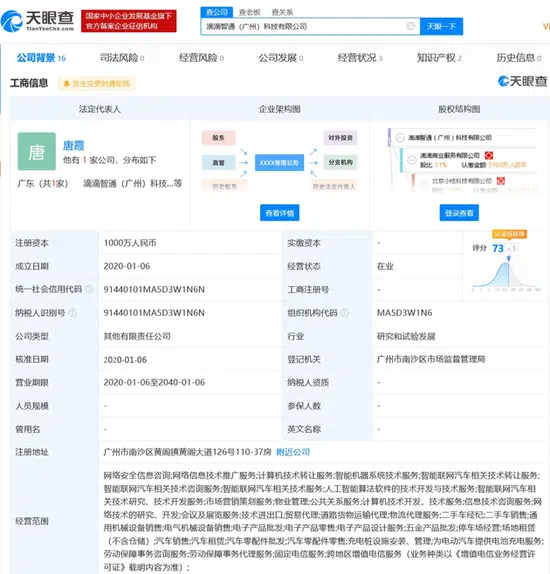 天眼查
TianYanCha.com
国家中小企业发展基金旗下
官方备案企业征信机构
查公司 查老板 查关系
滴滴智通（广州）科技有限公司
天眼一下
公司背景 16 司法风险 0 经营风险 0 公司发展 0 经营状况 3 知识产权 2 历史信息 0
工商信息
发生变更时通知我
天眼查
法定代表人 企业架构图 股权结构图
唐
唐霞
他有 1 家公司，分布如下
广东（共1家） 滴滴智通（广州）科技...等
股东
高管
历史股东
XXXX有限公司
对外投资
分支机构
历史法定代表人
查看详情
滴滴智通（广州）科技有限公司
滴滴商业服务有限公司
股比：51% 认缴金额：
北京小桔科技有限公司
登录查看
注册资本 1000万人民币 实缴资本 -
评分 73
成立日期 2020-01-06 经营状态 在业
统一社会信用代码 91440101MA5D3W1N6N 工商注册号 -
纳税人识别号 91440101MA5D3W1N6N 组织机构代码 MA5D3W1N6
公司类型 其他有限责任公司 行业 研究和试验发展
核准日期 2020-01-06 登记机关 广州市南沙区市场监督管理局
营业期限 2020-01-06至2040-01-06 纳税人资质 -
人员规模 - 参保人数 -
曾用名 - 英文名称 -
注册地址 广州市南沙区黄阁镇黄阁大道126号110-37房 附近公司
经营范围
网络安全信息咨询;网络信息技术推广服务;计算机技术转让服务;智能机器系统技术服务;智能联网汽车相关技术转让服务;
智能联网汽车相关技术咨询服务;智能联网汽车相关技术服务;人工智能算法软件的技术开发与技术服务;智能联网汽车相
关技术研究、技术开发服务;市场营销策划服务;物业管理;公共关系服务;计算机技术开发、技术服务;信息技术咨询服务;网
络技术的研究、开发;会议及展览服务;技术进出口;贸易代理;道路货物运输代理;物流代理服务;二手车经纪;二手车销售;通
用机械设备销售;电气机械设备销售;电子产品批发;电子产品零售;电子产品设计服务;五金产品批发;停车场经营;场地租赁
（不含仓储）;汽车销售;汽车租赁;汽车零配件批发;汽车零配件零售;充电桩设施安装、管理;为电动汽车提供电池充电服务;
劳动保障事务咨询服务;劳动保障事务代理服务;固定电信服务;跨地区增值电信服务（业务种类以《增值电信业务经营
许可证》载明内容为准）;